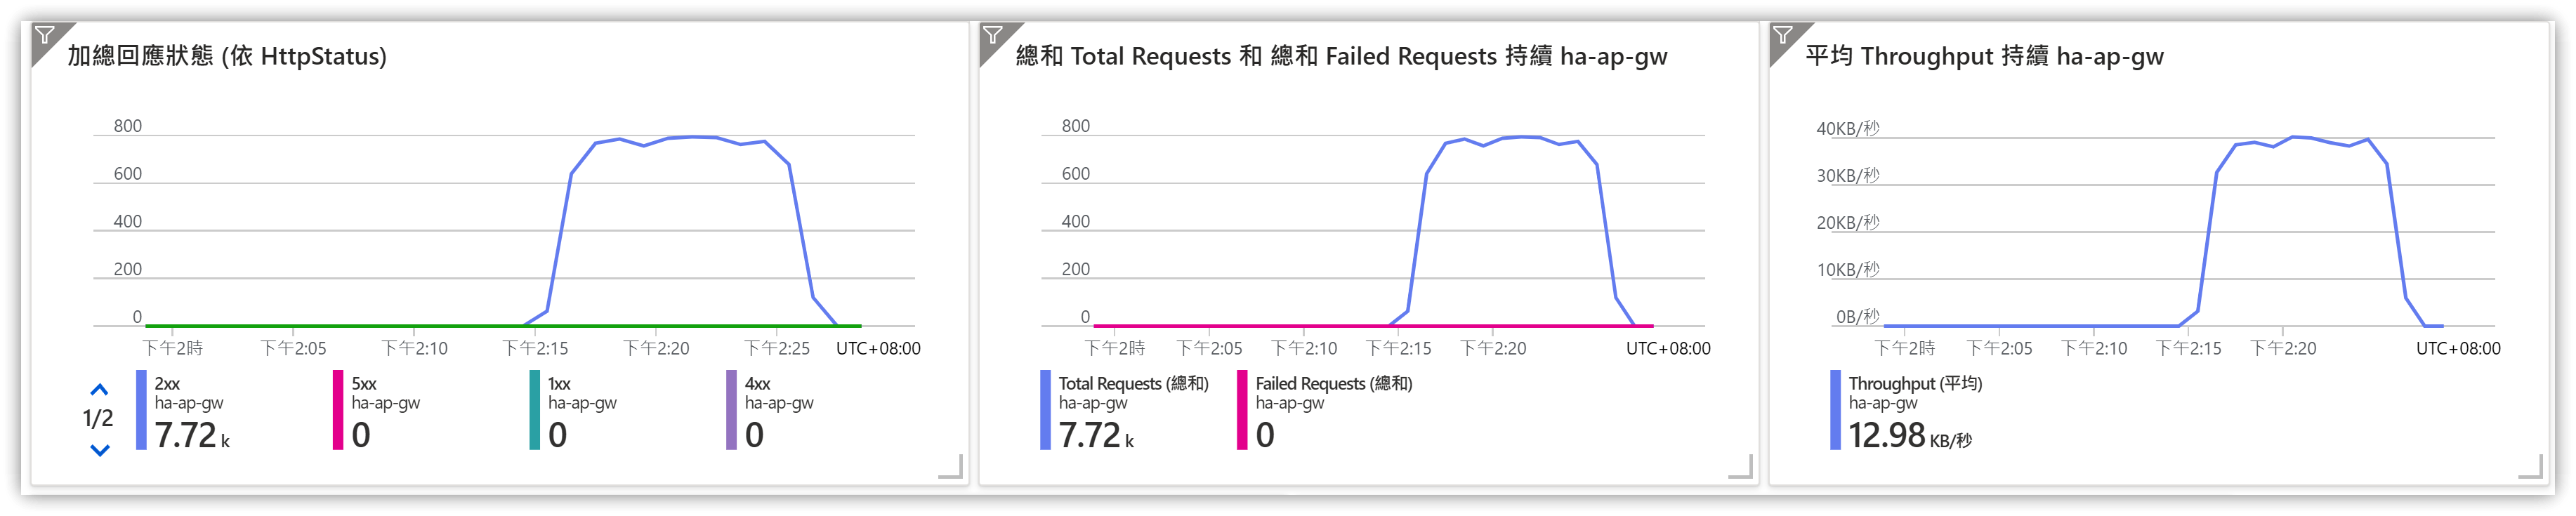 加總回應狀態 (依 HttpStatus)
800
600
400
200
0
下午2時 下午2:05 下午2:10 下午2:15 下午2:20 下午2:25 UTC+08:00
1/2
2xx
ha-ap-gw
7.72 k
5xx
ha-ap-gw
0
1xx
ha-ap-gw
0
4xx
ha-ap-gw
0
總和 Total Requests 和 總和 Failed Requests 持續 ha-ap-gw
800
600
400
200
0
下午2時 下午2:05 下午2:10 下午2:15 下午2:20 UTC+08:00
Total Requests (總和)
ha-ap-gw
7.72 k
Failed Requests (總和)
ha-ap-gw
0
平均 Throughput 持續 ha-ap-gw
40KB/秒
30KB/秒
20KB/秒
10KB/秒
0B/秒
下午2時 下午2:05 下午2:10 下午2:15 下午2:20 UTC+08:00
Throughput (平均)
ha-ap-gw
12.98 KB/秒